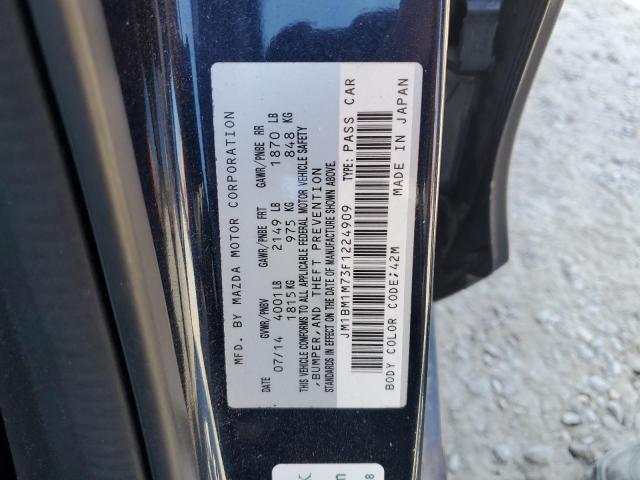 MFD. BY MAZDA MOTOR CORPORATION
DATE GVWR/PNBV GAWR/PNBE FRT GAWR/PNBE RR
07/14 4001 LB 2149 LB 1870 LB
1815 KG 975 KG 848 KG
THIS VEHICLE CONFORMS TO ALL APPLICABLE FEDERAL MOTOR VEHICLE SAFETY
,BUMPER,AND THEFT PREVENTION
STANDARDS IN EFFECT ON THE DATE OF MANUFACTURE SHOWN ABOVE.
JM1BM1M73F1224909 TYPE: PASS CAR
BODY COLOR CODE;42M MADE IN JAPAN